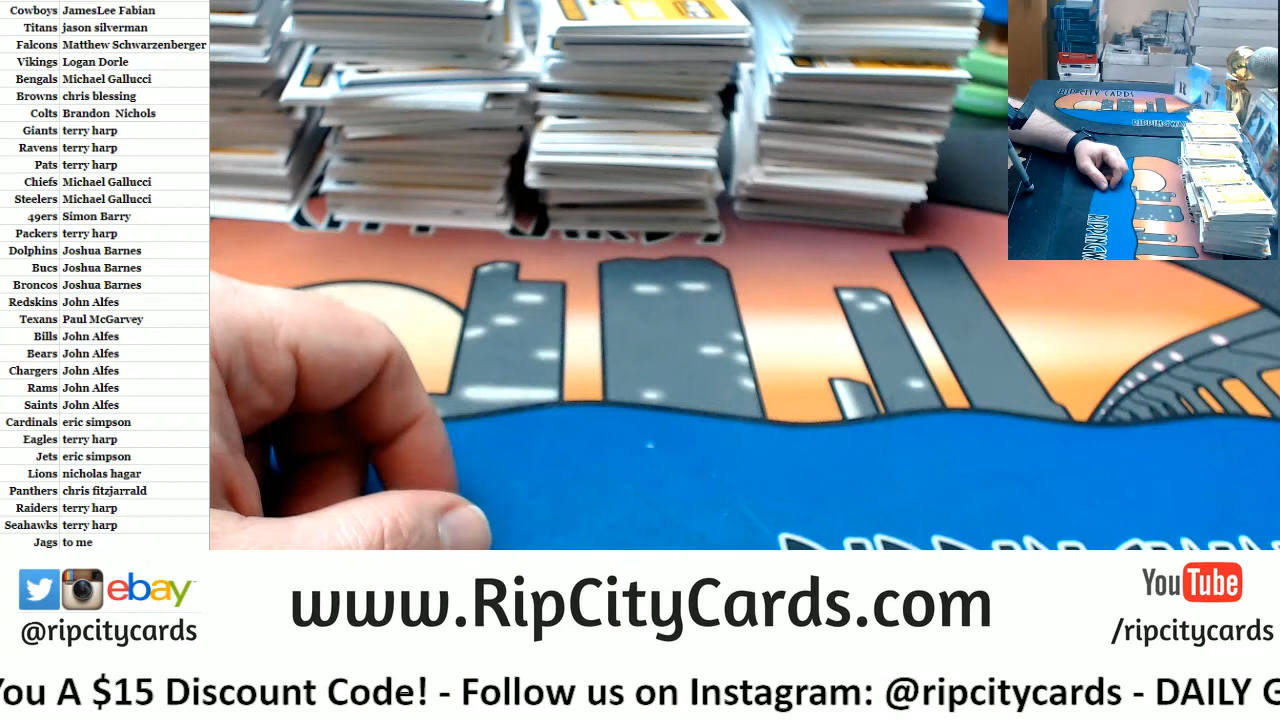 Cowboys JamesLee Fabian
Titans jason silverman
Falcons Matthew Schwarzenberger
Vikings Logan Dorle
Bengals Michael Gallucci
Browns chris blessing
Colts Brandon Nichols
Giants terry harp
Ravens terry harp
Pats terry harp
Chiefs Michael Gallucci
Steelers Michael Gallucci
49ers Simon Barry
Packers terry harp
Dolphins Joshua Barnes
Bucs Joshua Barnes
Broncos Joshua Barnes
Redskins John Alfes
Texans Paul McGarvey
Bills John Alfes
Bears John Alfes
Chargers John Alfes
Rams John Alfes
Saints John Alfes
Cardinals eric simpson
Eagles terry harp
Jets eric simpson
Lions nicholas hagar
Panthers chris fitzjarrald
Raiders terry harp
Seahawks terry harp
Jags to me
RIP CITY CARDS
ebay
@ripcitycards
www.RipCityCards.com
YouTube
/ripcitycards
You A $15 Discount Code! - Follow us on Instagram: @ripcitycards - DAILY G